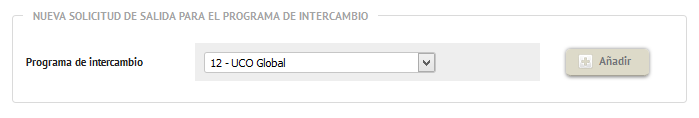 NUEVA SOLICITUD DE SALIDA PARA EL PROGRAMA DE INTERCAMBIO
Programa de intercambio 12 - UCO Global Añadir